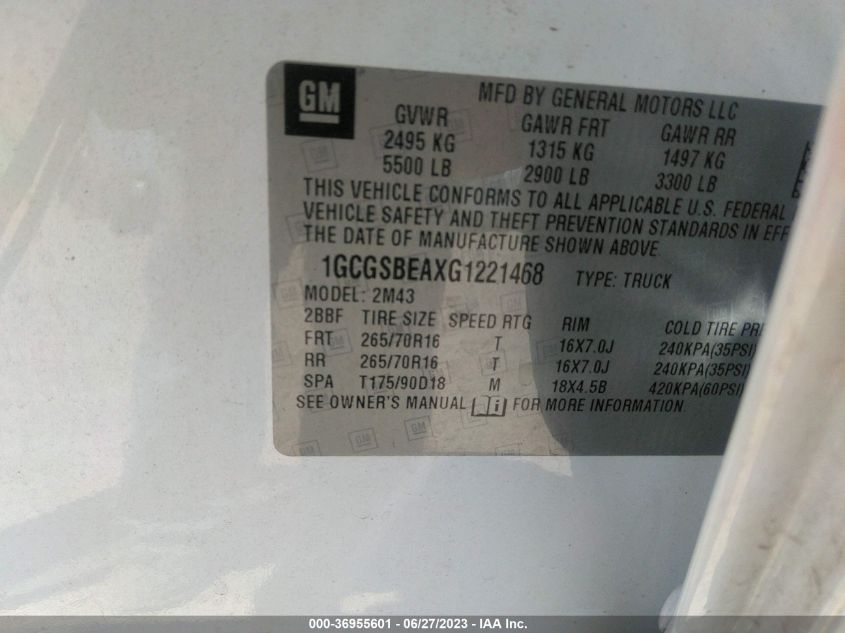 GM
MFD BY GENERAL MOTORS LLC
GVWR GAWR FRT GAWR RR
2495 KG 1315 KG 1497 KG
5500 LB 2900 LB 3300 LB
THIS VEHICLE CONFORMS TO ALL APPLICABLE U.S. FEDERAL
VEHICLE SAFETY AND THEFT PREVENTION STANDARDS IN EFF
THE DATE OF MANUFACTURE SHOWN ABOVE
1GCGSBEAXG1221468 TYPE: TRUCK
MODEL: 2M43
2BBF TIRE SIZE SPEED RTG RIM COLD TIRE PR
FRT 265/70R16 T 16X7.0J 240KPA(35PSI)
RR 265/70R16 T 16X7.0J 240KPA(35PSI)
SPA T175/90D18 M 18X4.5B 420KPA(60PSI)
SEE OWNER'S MANUAL i FOR MORE INFORMATION
000-36955601 - 06/27/2023 - IAA Inc.